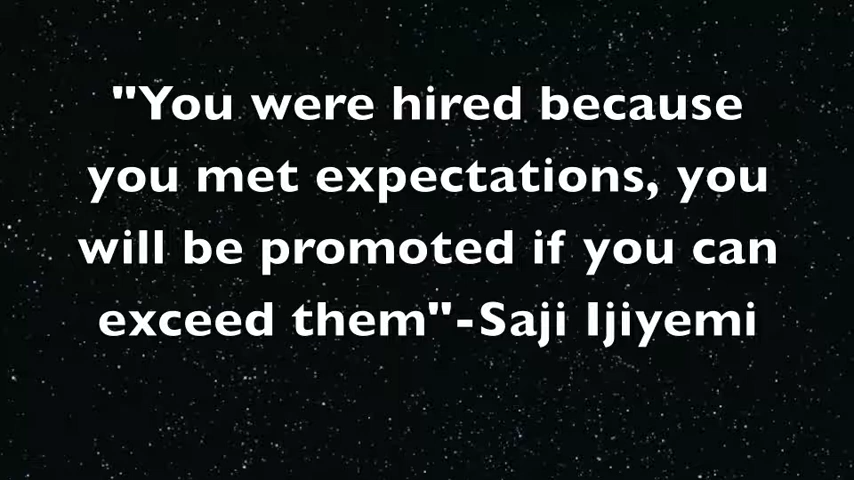 "You were hired because
you met expectations, you
will be promoted if you can
exceed them"-Saji Ijiyemi